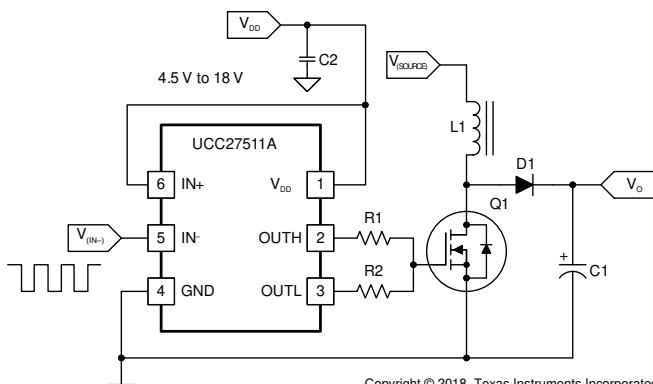 VDD
C2
4.5 V to 18 V
V(SOURCE)
L1
UCC27511A
D1
6 IN+ VDD 1
VO
Q1
R1
V(IN-) 5 IN- OUTH 2
R2
C1
+
4 GND OUTL 3
Copyright © 2018, Texas Instruments Incorporated